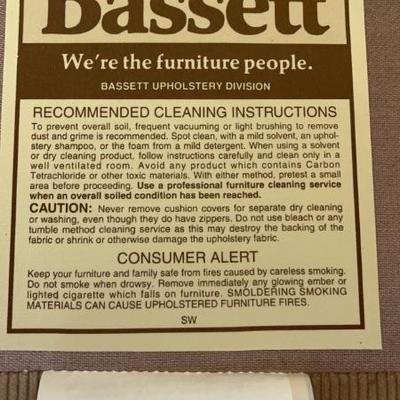 Bassett
We're the furniture people.
BASSETT UPHOLSTERY DIVISION
RECOMMENDED CLEANING INSTRUCTIONS
To prevent overall soil, frequent vacuuming or light brushing to remove
dust and grime is recommended. Spot clean, with a mild solvent, an uphol-
stery shampoo, or the foam from a mild detergent. When using a solvent
or dry cleaning product, follow instructions carefully and clean only in a
well ventilated room. Avoid any product which contains Carbon
Tetrachloride or other toxic materials. With either method, pretest a small
area before proceeding. Use a professional furniture cleaning service
when an overall soiled condition has been reached.
CAUTION: Never remove cushion covers for separate dry cleaning
or washing, even though they do have zippers. Do not use bleach or any
tumble method cleaning service as this may destroy the backing of the
fabric or shrink or otherwise damage the upholstery fabric.
CONSUMER ALERT
Keep your furniture and family safe from fires caused by careless smoking.
Do not smoke when drowsy. Remove immediately any glowing ember or
lighted cigarette which falls on furniture. SMOLDERING SMOKING
MATERIALS CAN CAUSE UPHOLSTERED FURNITURE FIRES.
SW